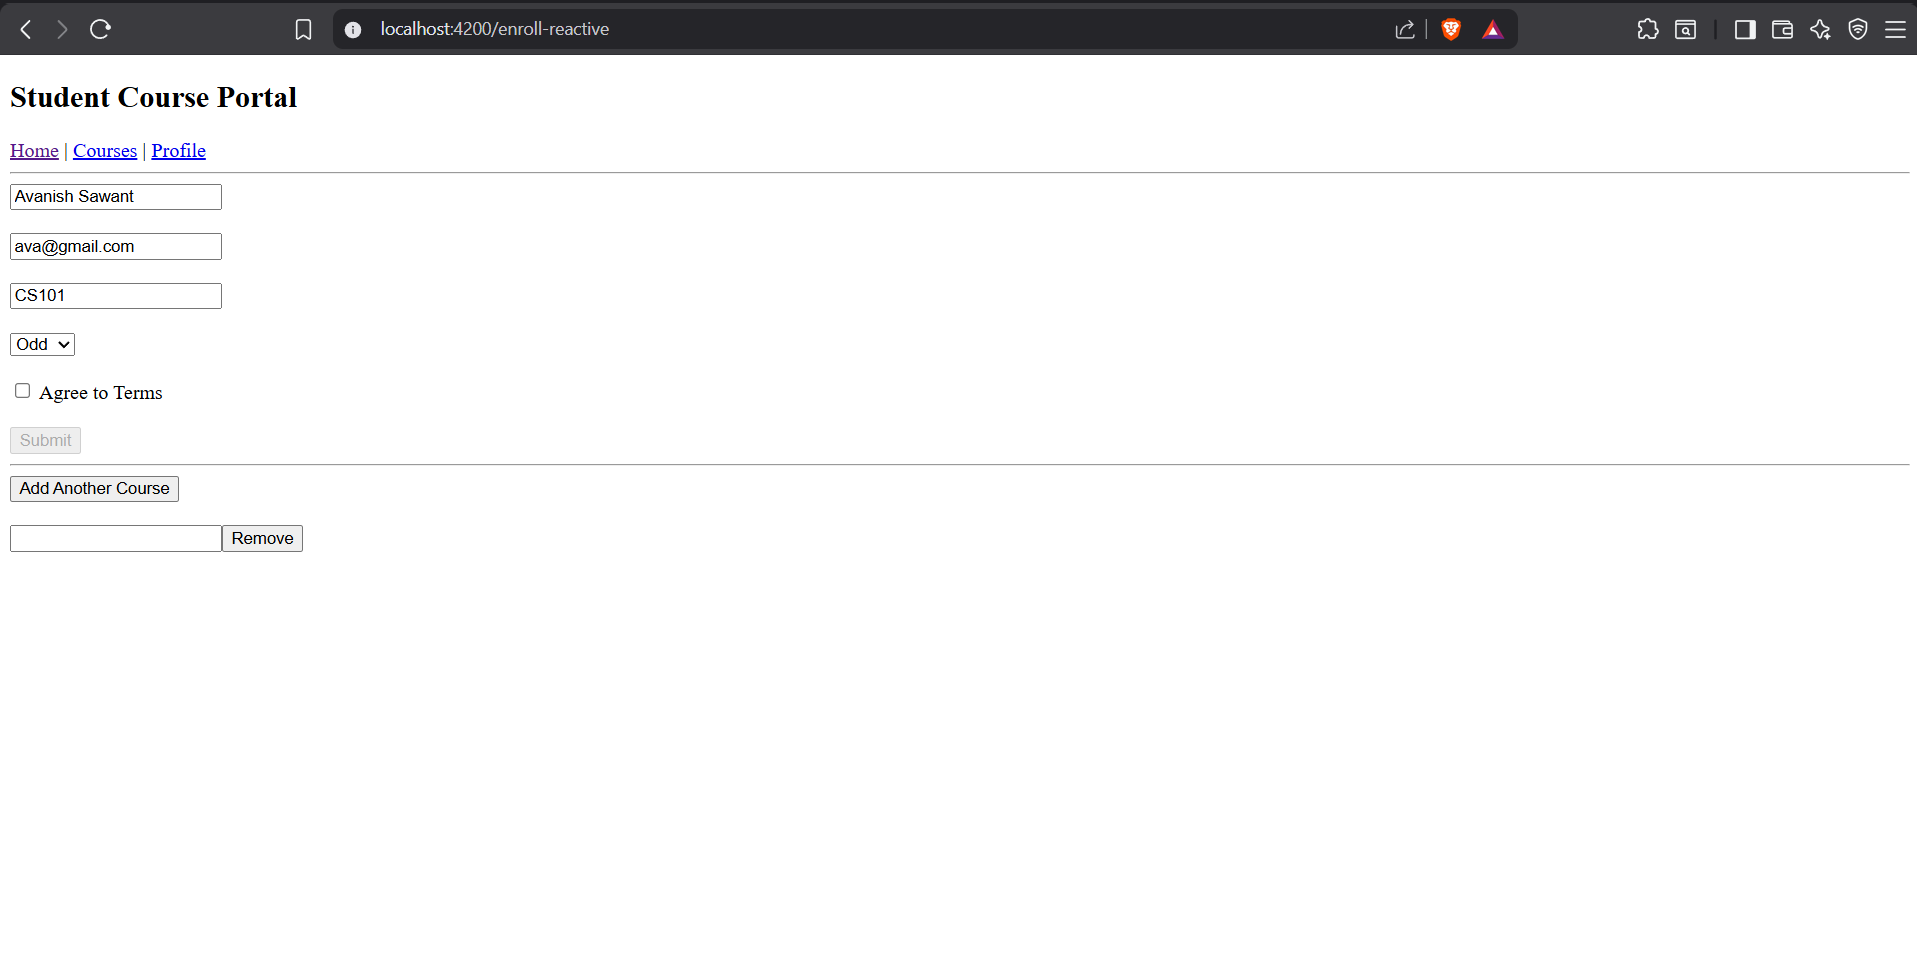 localhost:4200/enroll-reactive
Student Course Portal
Home | Courses | Profile
Avanish Sawant
ava@gmail.com
CS101
Odd
Agree to Terms
Submit
Add Another Course
Remove